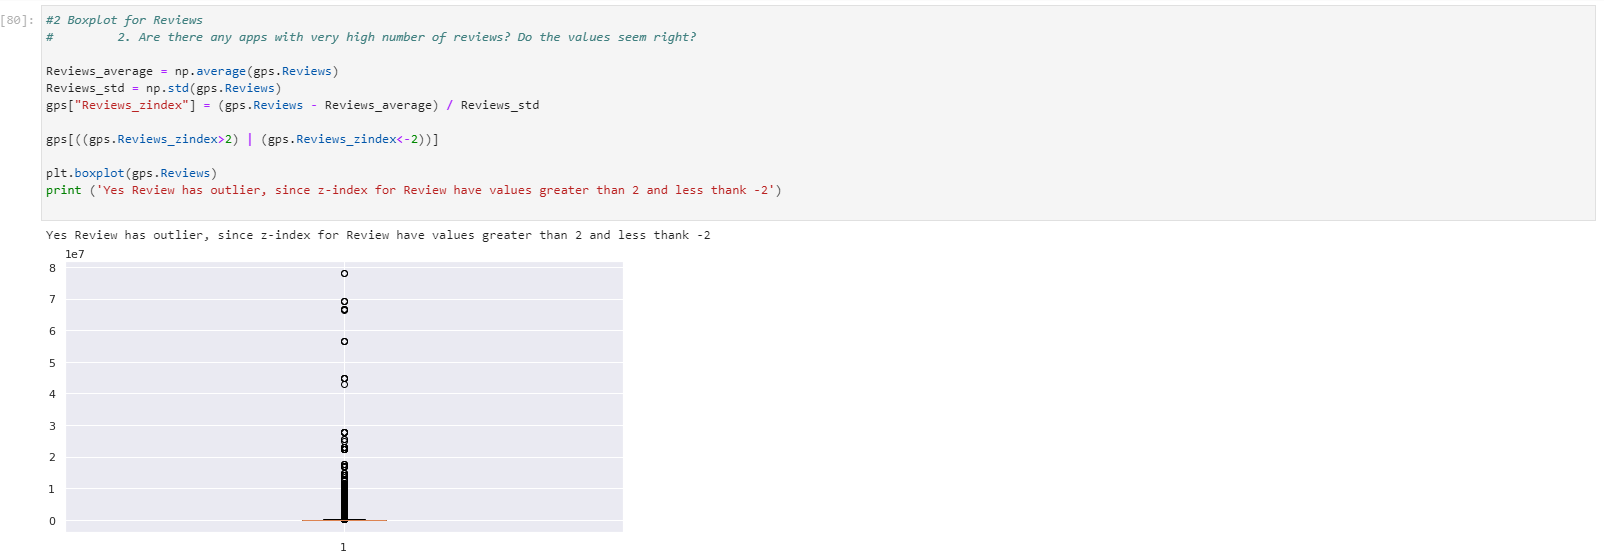 [80]:
#2 Boxplot for Reviews
#         2. Are there any apps with very high number of reviews? Do the values seem right?
Reviews_average = np.average(gps.Reviews)
Reviews_std = np.std(gps.Reviews)
gps["Reviews_zindex"] = (gps.Reviews - Reviews_average) / Reviews_std
gps[((gps.Reviews_zindex>2) | (gps.Reviews_zindex<-2))]
plt.boxplot(gps.Reviews)
print ('Yes Review has outlier, since z-index for Review have values greater than 2 and less thank -2')
Yes Review has outlier, since z-index for Review have values greater than 2 and less thank -2
1e7
8
7
6
5
4
3
2
1
0
1